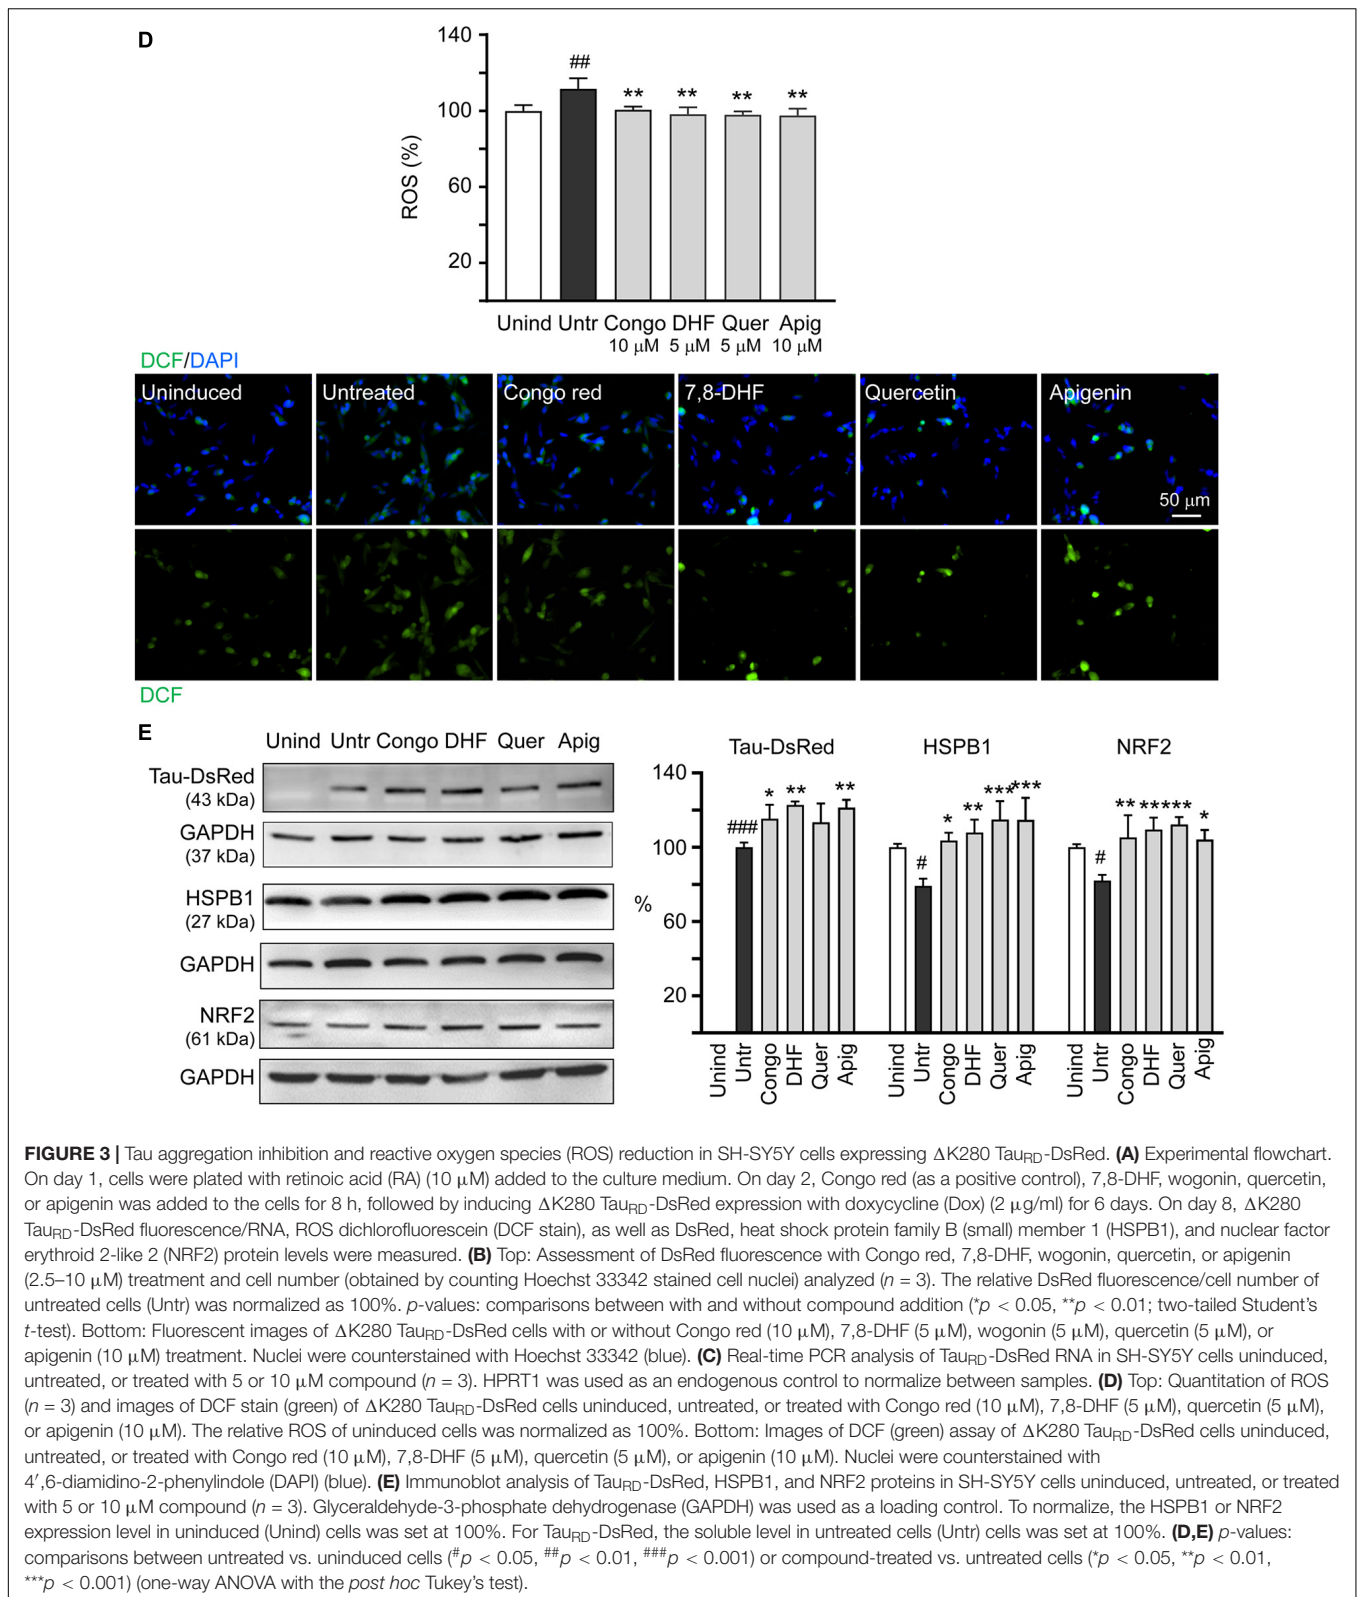 D
140
100
60
20
ROS (%)
##
** ** ** **
Unind Untr Congo DHF Quer Apig
10 μM 5 μM 5 μM 10 μM
DCF/DAPI
Uninduced Untreated Congo red 7,8-DHF Quercetin Apigenin
50 μm
DCF
E
Unind Untr Congo DHF Quer Apig
Tau-DsRed
(43 kDa)
GAPDH
(37 kDa)
HSPB1
(27 kDa)
GAPDH
NRF2
(61 kDa)
GAPDH
Tau-DsRed HSPB1 NRF2
140
100
%
60
20
### * ** **
# * ** *** ***
# ** ** *** *
Unind Untr Congo DHF Quer Apig
Unind Untr Congo DHF Quer Apig
Unind Untr Congo DHF Quer Apig
FIGURE 3 | Tau aggregation inhibition and reactive oxygen species (ROS) reduction in SH-SY5Y cells expressing ΔK280 TauRD-DsRed. (A) Experimental flowchart.
On day 1, cells were plated with retinoic acid (RA) (10 μM) added to the culture medium. On day 2, Congo red (as a positive control), 7,8-DHF, wogonin, quercetin,
or apigenin was added to the cells for 8 h, followed by inducing ΔK280 TauRD-DsRed expression with doxycycline (Dox) (2 μg/ml) for 6 days. On day 8, ΔK280
TauRD-DsRed fluorescence/RNA, ROS dichlorofluorescein (DCF stain), as well as DsRed, heat shock protein family B (small) member 1 (HSPB1), and nuclear factor
erythroid 2-like 2 (NRF2) protein levels were measured. (B) Top: Assessment of DsRed fluorescence with Congo red, 7,8-DHF, wogonin, quercetin, or apigenin
(2.5–10 μM) treatment and cell number (obtained by counting Hoechst 33342 stained cell nuclei) analyzed (n = 3). The relative DsRed fluorescence/cell number of
untreated cells (Untr) was normalized as 100%. p-values: comparisons between with and without compound addition (*p < 0.05, **p < 0.01; two-tailed Student's
t-test). Bottom: Fluorescent images of ΔK280 TauRD-DsRed cells with or without Congo red (10 μM), 7,8-DHF (5 μM), wogonin (5 μM), quercetin (5 μM), or
apigenin (10 μM) treatment. Nuclei were counterstained with Hoechst 33342 (blue). (C) Real-time PCR analysis of TauRD-DsRed RNA in SH-SY5Y cells uninduced,
untreated, or treated with 5 or 10 μM compound (n = 3). HPRT1 was used as an endogenous control to normalize between samples. (D) Top: Quantitation of ROS
(n = 3) and images of DCF stain (green) of ΔK280 TauRD-DsRed cells uninduced, untreated, or treated with Congo red (10 μM), 7,8-DHF (5 μM), quercetin (5 μM),
or apigenin (10 μM). The relative ROS of uninduced cells was normalized as 100%. Bottom: Images of DCF (green) assay of ΔK280 TauRD-DsRed cells uninduced,
untreated, or treated with Congo red (10 μM), 7,8-DHF (5 μM), quercetin (5 μM), or apigenin (10 μM). Nuclei were counterstained with
4′,6-diamidino-2-phenylindole (DAPI) (blue). (E) Immunoblot analysis of TauRD-DsRed, HSPB1, and NRF2 proteins in SH-SY5Y cells uninduced, untreated, or treated
with 5 or 10 μM compound (n = 3). Glyceraldehyde-3-phosphate dehydrogenase (GAPDH) was used as a loading control. To normalize, the HSPB1 or NRF2
expression level in uninduced (Unind) cells was set at 100%. For TauRD-DsRed, the soluble level in untreated cells (Untr) cells was set at 100%. (D,E) p-values:
comparisons between untreated vs. uninduced cells (#p < 0.05, ##p < 0.01, ###p < 0.001) or compound-treated vs. untreated cells (*p < 0.05, **p < 0.01,
***p < 0.001) (one-way ANOVA with the post hoc Tukey's test).